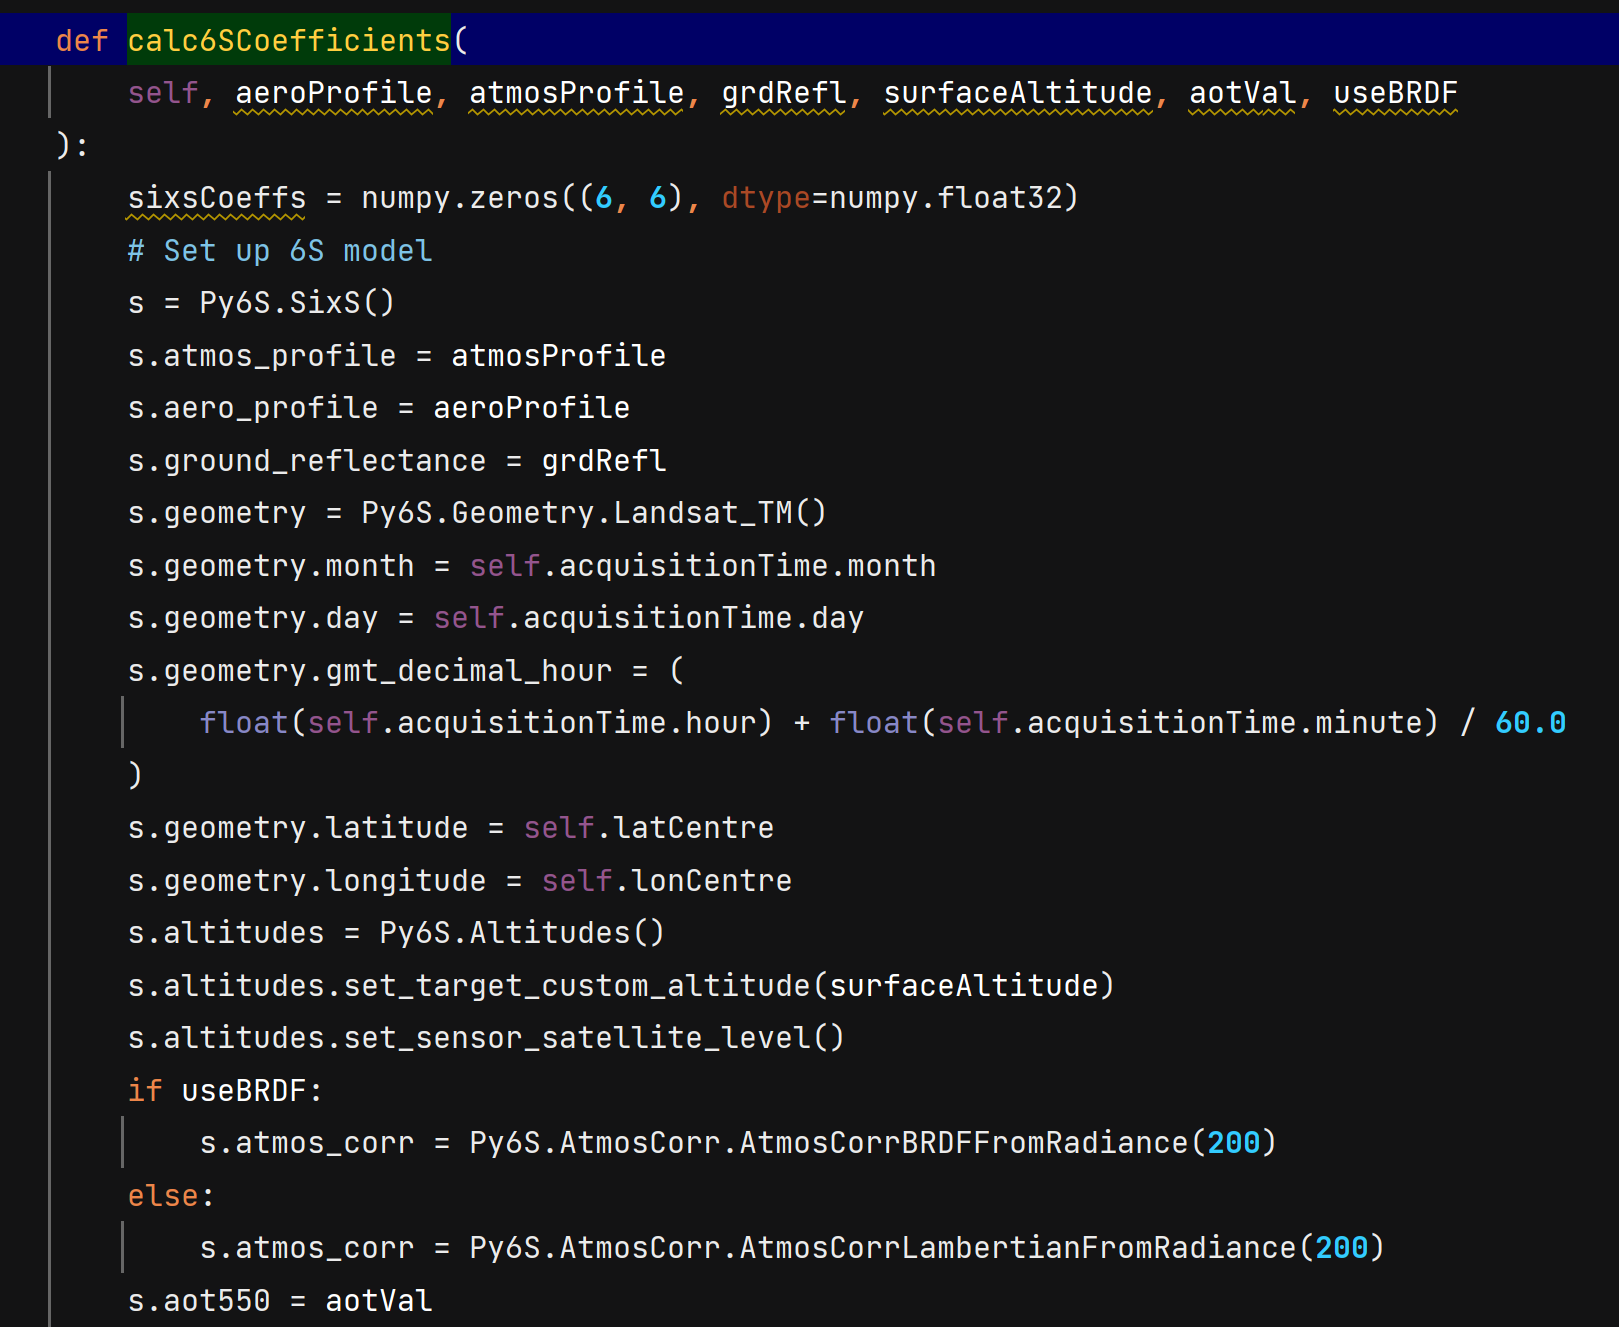 def calc6SCoefficients(
    self, aeroProfile, atmosProfile, grdRefl, surfaceAltitude, aotVal, useBRDF
):
    sixsCoeffs = numpy.zeros((6, 6), dtype=numpy.float32)
    # Set up 6S model
    s = Py6S.SixS()
    s.atmos_profile = atmosProfile
    s.aero_profile = aeroProfile
    s.ground_reflectance = grdRefl
    s.geometry = Py6S.Geometry.Landsat_TM()
    s.geometry.month = self.acquisitionTime.month
    s.geometry.day = self.acquisitionTime.day
    s.geometry.gmt_decimal_hour = (
        float(self.acquisitionTime.hour) + float(self.acquisitionTime.minute) / 60.0
    )
    s.geometry.latitude = self.latCentre
    s.geometry.longitude = self.lonCentre
    s.altitudes = Py6S.Altitudes()
    s.altitudes.set_target_custom_altitude(surfaceAltitude)
    s.altitudes.set_sensor_satellite_level()
    if useBRDF:
        s.atmos_corr = Py6S.AtmosCorr.AtmosCorrBRDFFromRadiance(200)
    else:
        s.atmos_corr = Py6S.AtmosCorr.AtmosCorrLambertianFromRadiance(200)
    s.aot550 = aotVal